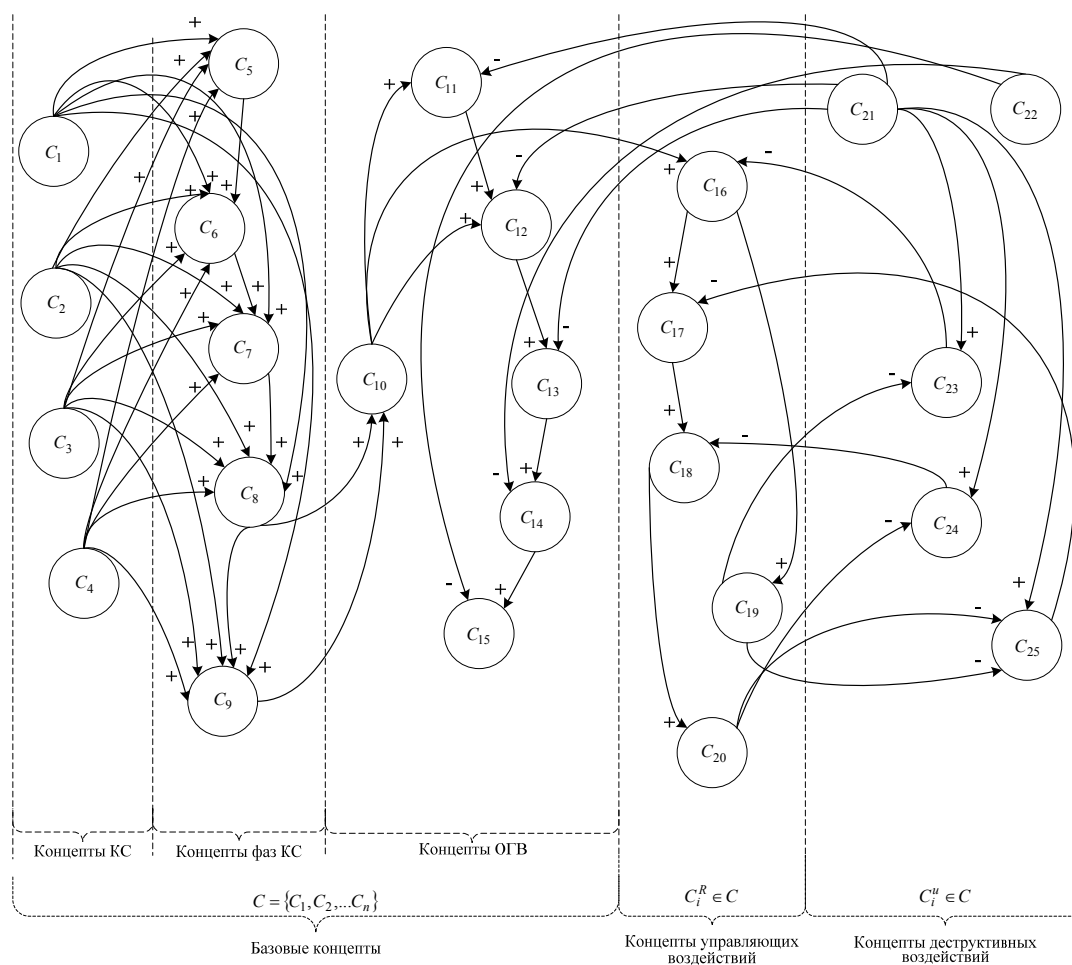 C1
C2
C3
C4
C5
C6
C7
C8
C9
C10
C11
C12
C13
C14
C15
C16
C17
C18
C19
C20
C21
C22
C23
C24
C25
Концепты КС
Концепты фаз КС
Концепты ОГВ
C = {C1, C2,...Cn}
C_i^R ∈ C
C_i^u ∈ C
Базовые концепты
Концепты управляющих
воздействий
Концепты деструктивных
воздействий